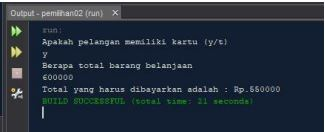 Output - pemilihan02 (run) ×
run:
Apakah pelangan memiliki kartu (y/t)
y
Berapa total barang belanjaan
600000
Total yang harus dibayarkan adalah : Rp.550000
BUILD SUCCESSFUL (total time: 21 seconds)